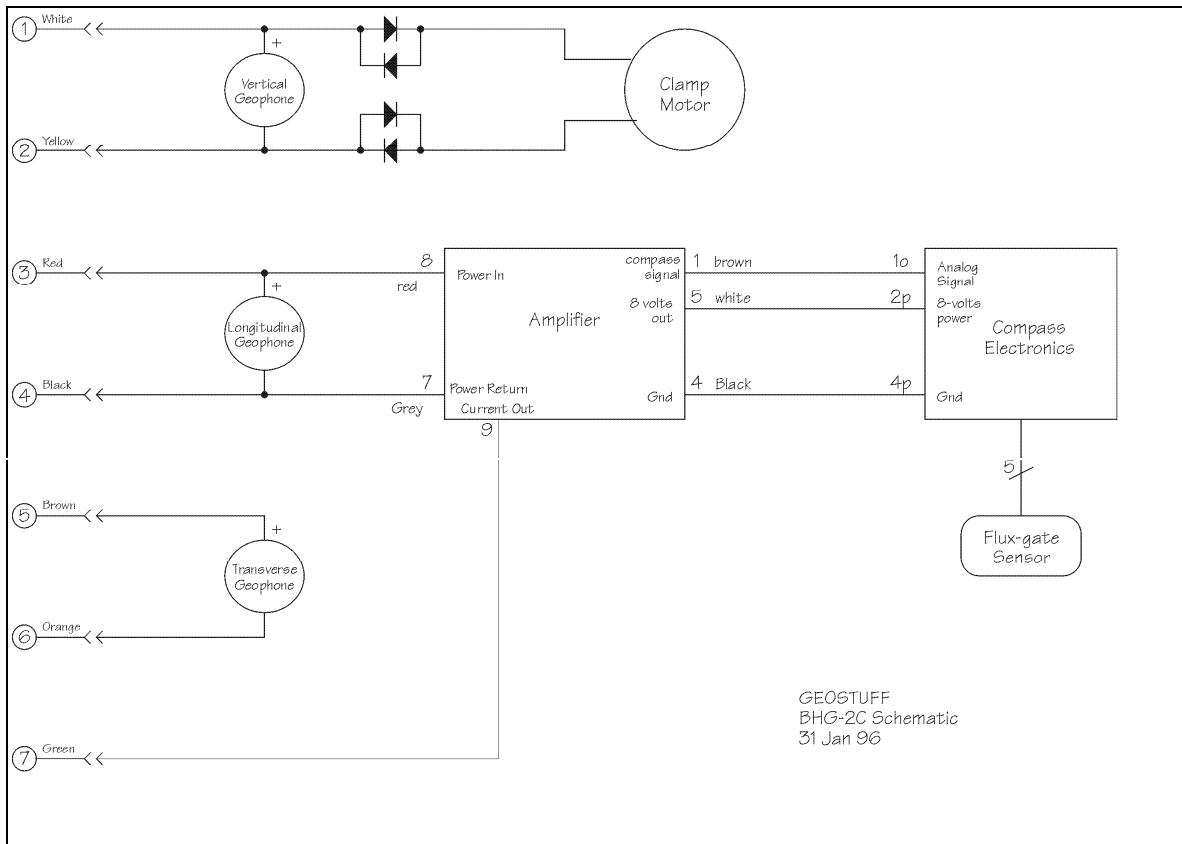 1 White
+
Vertical
Geophone
Clamp
Motor
2 Yellow
3 Red
8
red
Power In
compass
signal
1 brown
1o
Analog
Signal
+
Longitudinal
Geophone
Amplifier
8 volts
out
5 white
2p
8-volts
power
Compass
Electronics
4 Black
7
Grey
Power Return
Current Out
9
Gnd
4 Black
4p
Gnd
5
5 Brown
+
Transverse
Geophone
Flux-gate
Sensor
6 Orange
GEOSTUFF
BHG-2C Schematic
31 Jan 96
7 Green